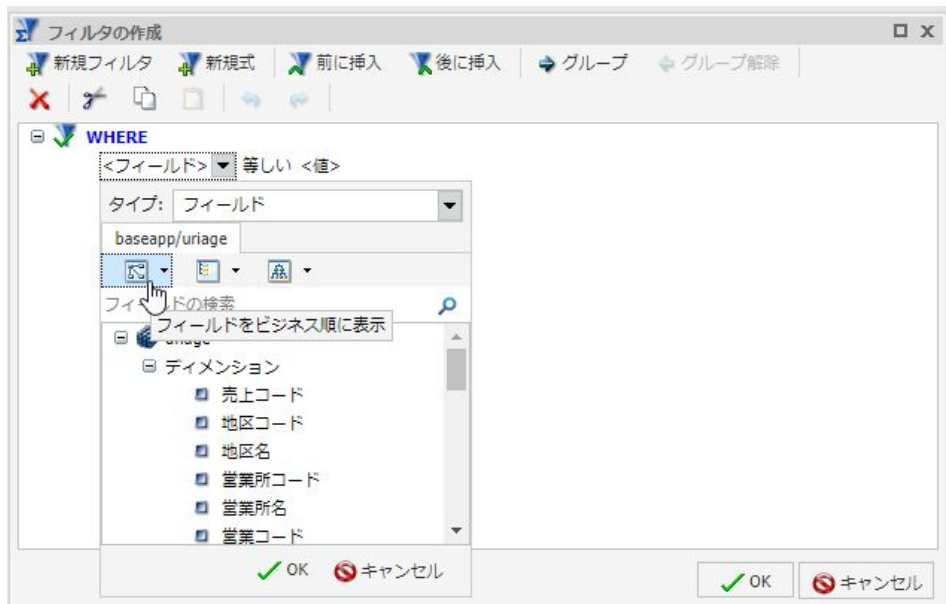 フィルタの作成
新規フィルタ 新規式 前に挿入 後に挿入 グループ グループ解除
WHERE
<フィールド> 等しい <値>
タイプ: フィールド
baseapp/uriage
フィールドの検索
フィールドをビジネス順に表示
uriage
ディメンション
売上コード
地区コード
地区名
営業所コード
営業所名
営業コード
OK キャンセル
OK キャンセル